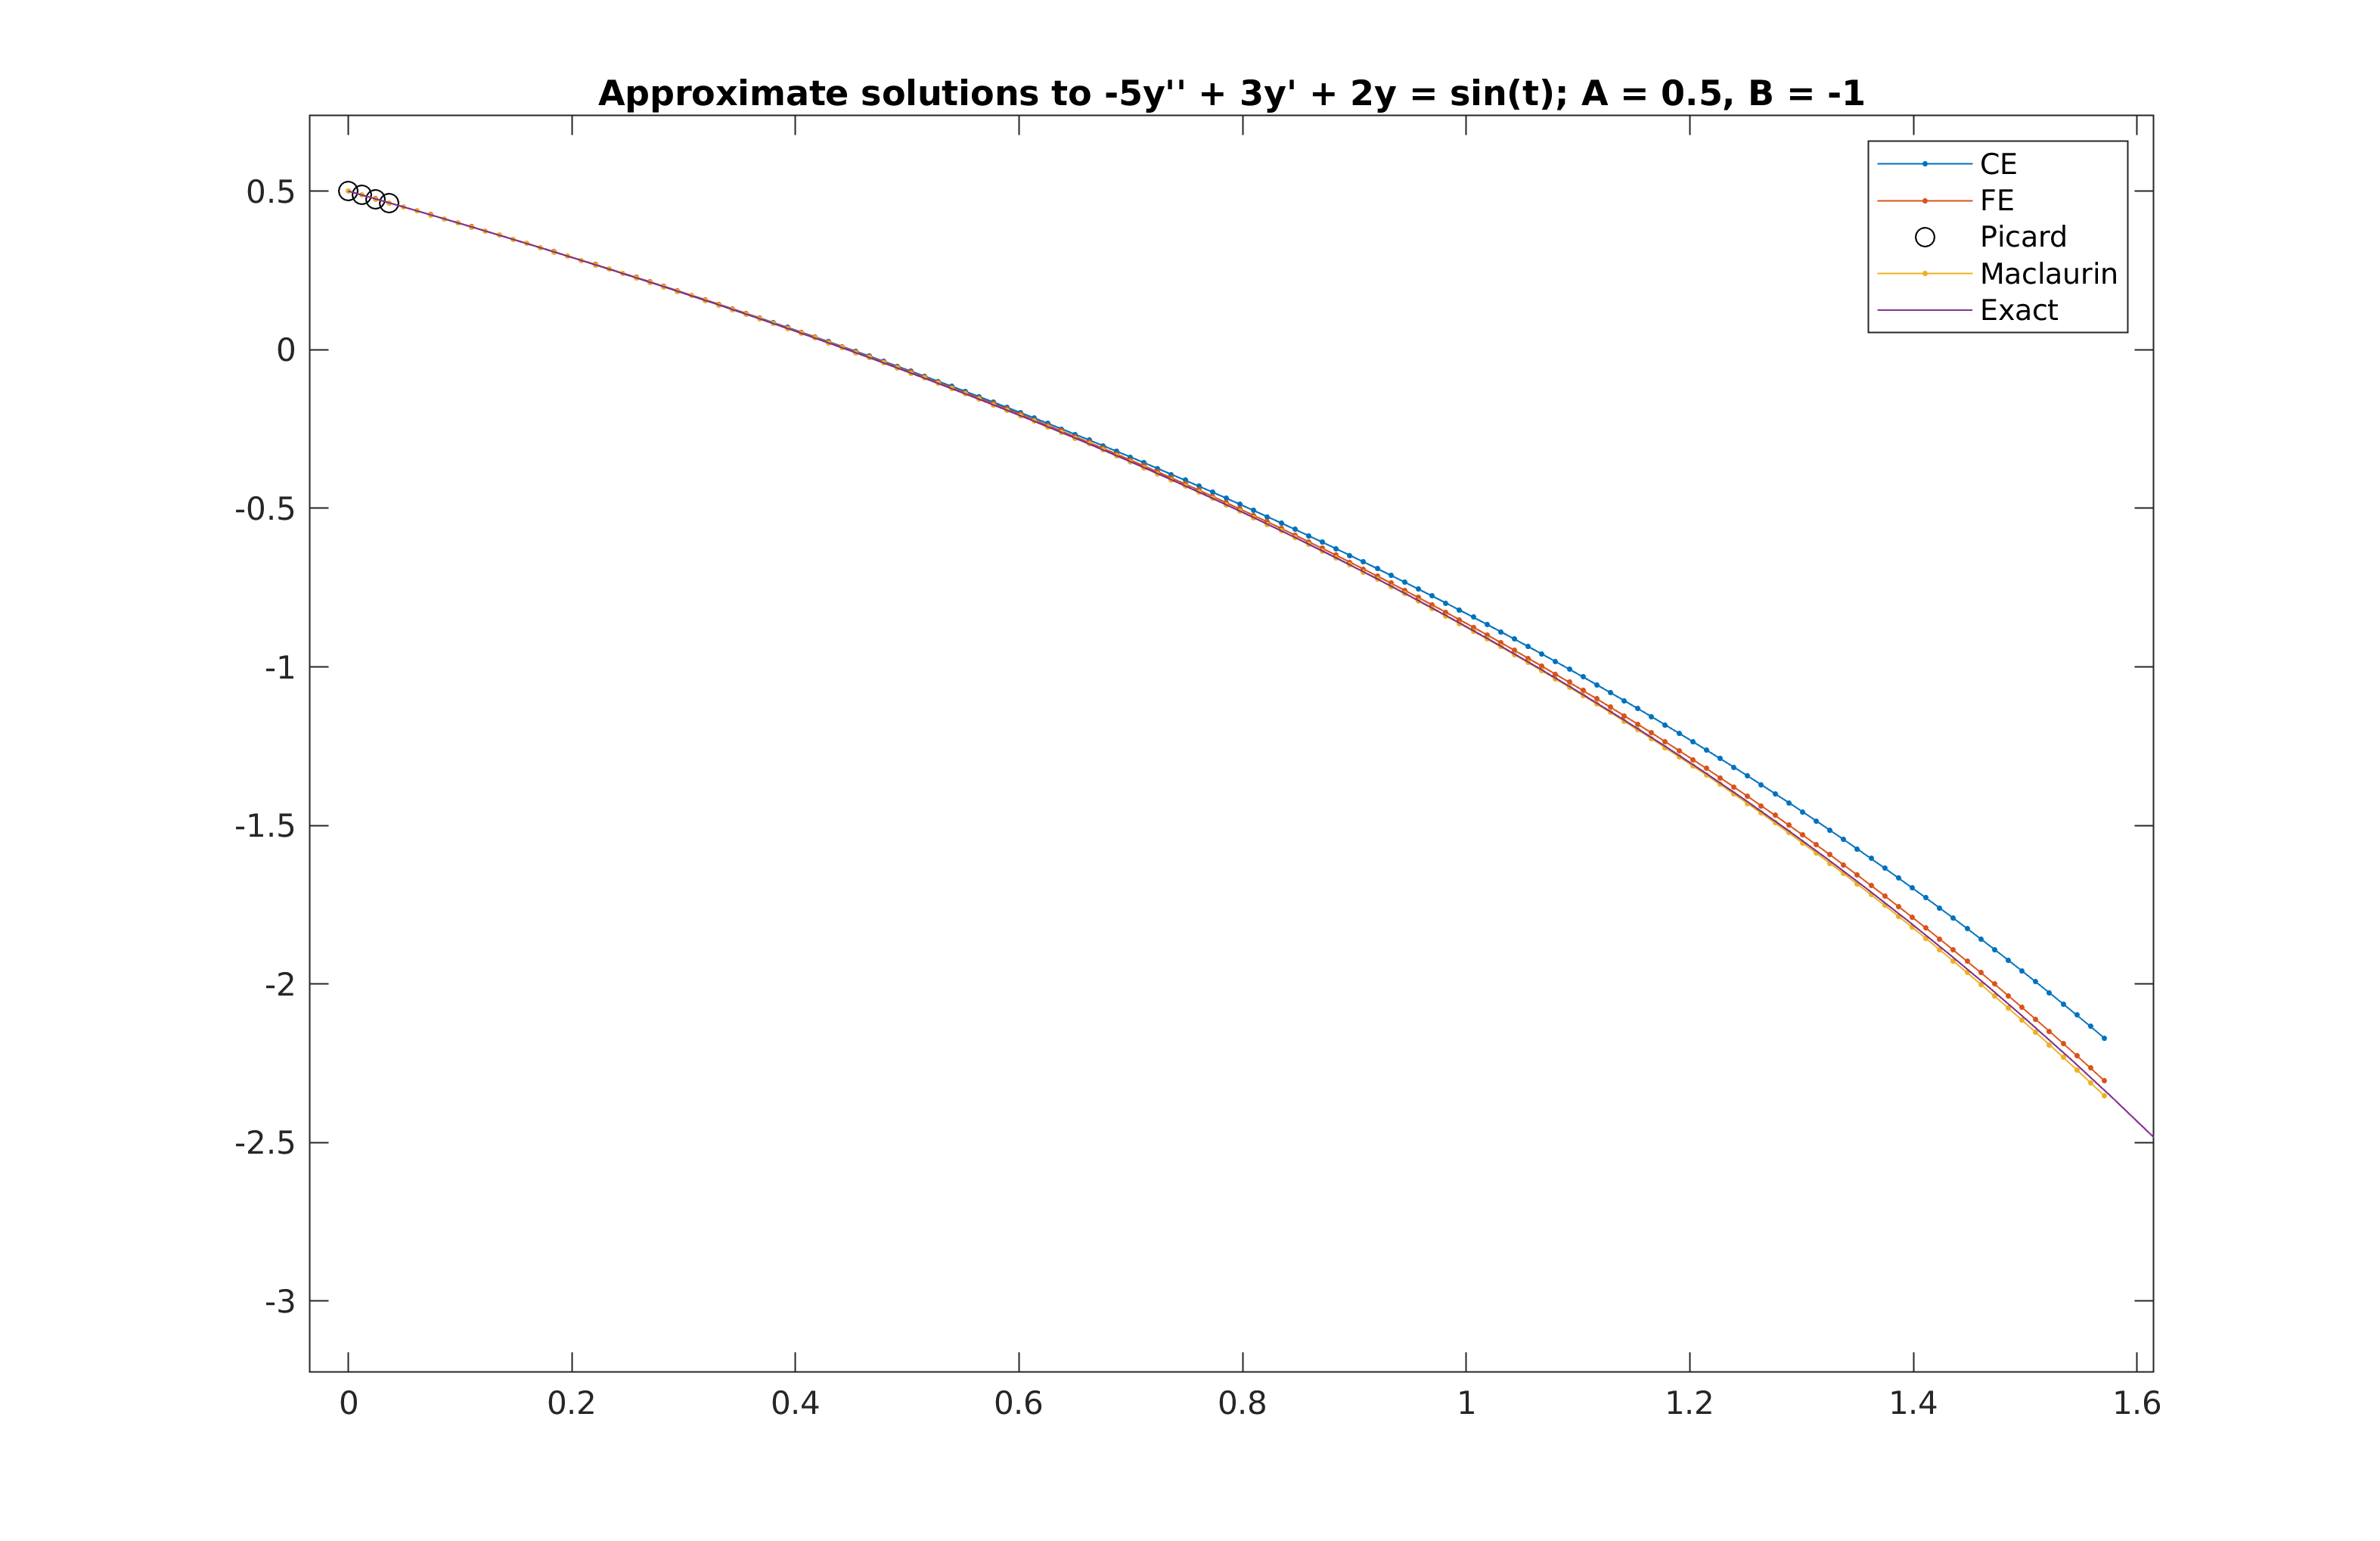 Approximate solutions to -5y'' + 3y' + 2y = sin(t); A = 0.5, B = -1
CE
FE
Picard
Maclaurin
Exact
0.5
0
-0.5
-1
-1.5
-2
-2.5
-3
0 0.2 0.4 0.6 0.8 1 1.2 1.4 1.6